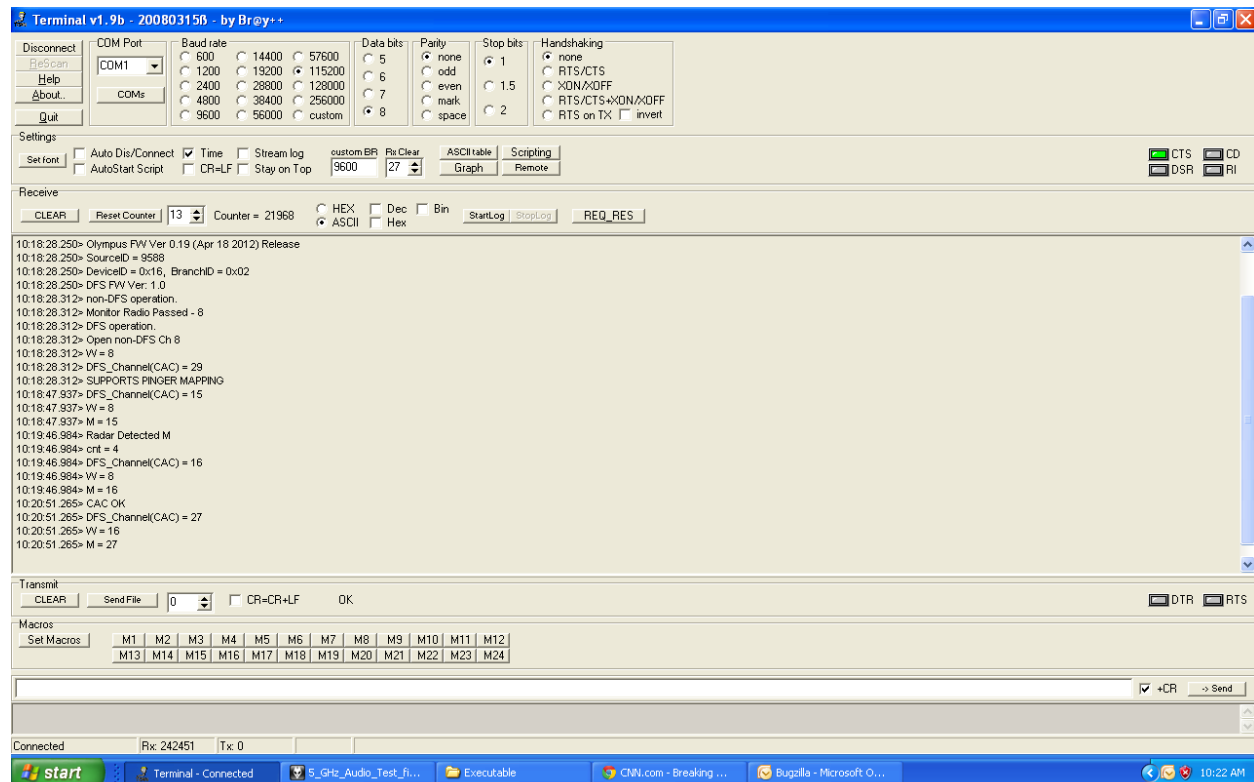 Terminal v1.9b - 20080315ß - by Br@y++
Disconnect
ReScan
Help
About..
Quit
COM Port
COM1
COMs
Baud rate
600 14400 57600
1200 19200 115200
2400 28800 128000
4800 38400 256000
9600 56000 custom
Data bits
5
6
7
8
Parity
none
odd
even
mark
space
Stop bits
1
1.5
2
Handshaking
none
RTS/CTS
XON/XOFF
RTS/CTS+XON/XOFF
RTS on TX invert
Settings
Set font
Auto Dis/Connect Time Stream log
AutoStart Script CR=LF Stay on Top
custom BR Rx Clear
9600 27
ASCII table Scripting
Graph Remote
CTS CD
DSR RI
Receive
CLEAR Reset Counter 13 Counter = 21968
HEX Dec Bin
ASCII Hex
StartLog StopLog REQ_RES
10:18:28.250> Olympus FW Ver 0.19 (Apr 18 2012) Release
10:18:28.250> SourceID = 9588
10:18:28.250> DeviceID = 0x16, BranchID = 0x02
10:18:28.250> DFS FW Ver: 1.0
10:18:28.312> non-DFS operation.
10:18:28.312> Monitor Radio Passed - 8
10:18:28.312> DFS operation.
10:18:28.312> Open non-DFS Ch 8
10:18:28.312> W = 8
10:18:28.312> DFS_Channel(CAC) = 29
10:18:28.312> SUPPORTS PINGER MAPPING
10:18:47.937> DFS_Channel(CAC) = 15
10:18:47.937> W = 8
10:18:47.937> M = 15
10:19:46.984> Radar Detected M
10:19:46.984> cnt = 4
10:19:46.984> DFS_Channel(CAC) = 16
10:19:46.984> W = 8
10:19:46.984> M = 16
10:20:51.265> CAC OK
10:20:51.265> DFS_Channel(CAC) = 27
10:20:51.265> W = 16
10:20:51.265> M = 27
Transmit
CLEAR Send File 0 CR=CR+LF OK
DTR RTS
Macros
Set Macros
M1 M2 M3 M4 M5 M6 M7 M8 M9 M10 M11 M12
M13 M14 M15 M16 M17 M18 M19 M20 M21 M22 M23 M24
+CR -> Send
Connected Rx: 242451 Tx: 0
start Terminal - Connected 5_GHz_Audio_Test_fi... Executable CNN.com - Breaking ... Bugzilla - Microsoft O... 10:22 AM